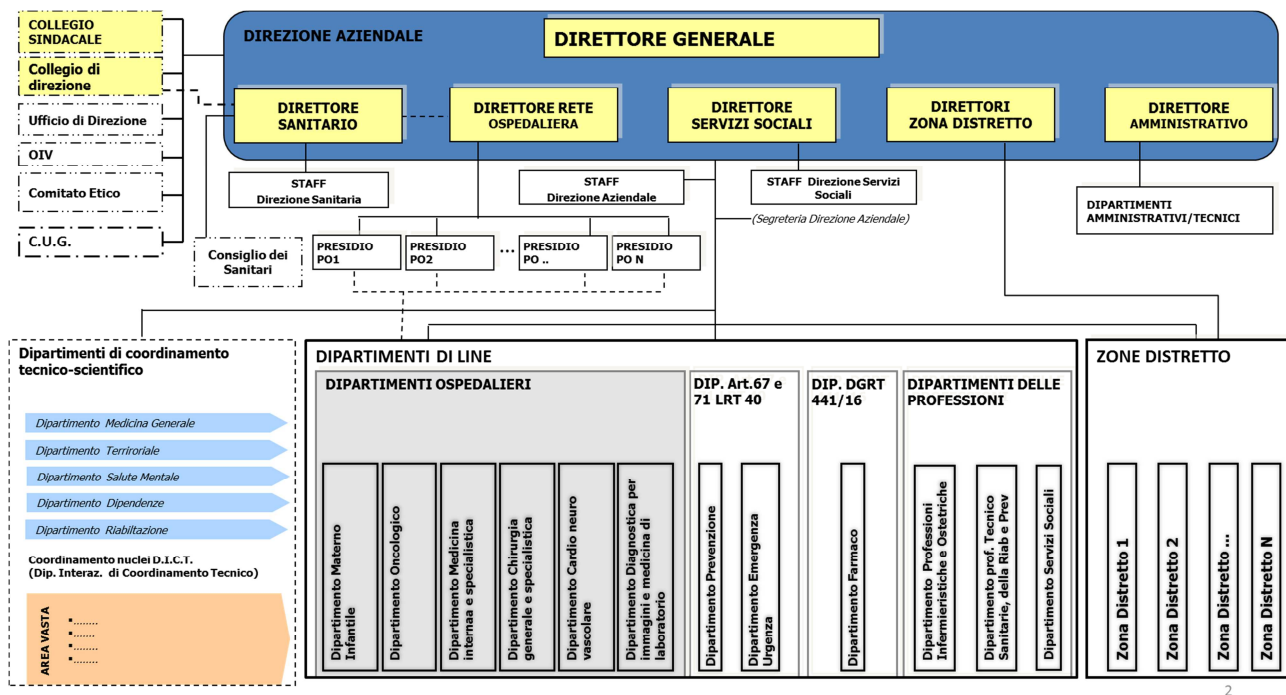 COLLEGIO
SINDACALE
Collegio di
direzione
Ufficio di Direzione
OIV
Comitato Etico
C.U.G.
DIREZIONE AZIENDALE
DIRETTORE GENERALE
DIRETTORE
SANITARIO
DIRETTORE RETE
OSPEDALIERA
DIRETTORE
SERVIZI SOCIALI
DIRETTORI
ZONA DISTRETTO
DIRETTORE
AMMINISTRATIVO
STAFF
Direzione Sanitaria
STAFF
Direzione Aziendale
STAFF Direzione Servizi
Sociali
(Segreteria Direzione Aziendale)
DIPARTIMENTI
AMMINISTRATIVI/TECNICI
Consiglio dei
Sanitari
PRESIDIO
PO1
PRESIDIO
PO2
...
PRESIDIO
PO ..
PRESIDIO
PO N
Dipartimenti di coordinamento
tecnico-scientifico
Dipartimento Medicina Generale
Dipartimento Terriroriale
Dipartimento Salute Mentale
Dipartimento Dipendenze
Dipartimento Riabiltazione
Coordinamento nuclei D.I.C.T.
(Dip. Interaz. di Coordinamento Tecnico)
AREA VASTA
▪........
▪.......
▪........
▪........
DIPARTIMENTI DI LINE
DIPARTIMENTI OSPEDALIERI
Dipartimento Materno
Infantile
Dipartimento Oncologico
Dipartimento Medicina
internaa e specialistica
Dipartimento Chirurgia
generale e specialistica
Dipartimento Cardio neuro
vascolare
Dipartimento Diagnostica per
immagini e medicina di
laboratorio
DIP. Art.67 e
71 LRT 40
Dipartimento Prevenzione
Dipartimento Emergenza
Urgenza
DIP. DGRT
441/16
Dipartimento Farmaco
DIPARTIMENTI DELLE
PROFESSIONI
Dipartimento Professioni
Infermieristiche e Ostetriche
Dipartimento prof. Tecnico
Sanitarie, della Riab e Prev
Dipartimento Servizi Sociali
ZONE DISTRETTO
Zona Distretto 1
Zona Distretto 2
Zona Distretto ...
Zona Distretto N
2